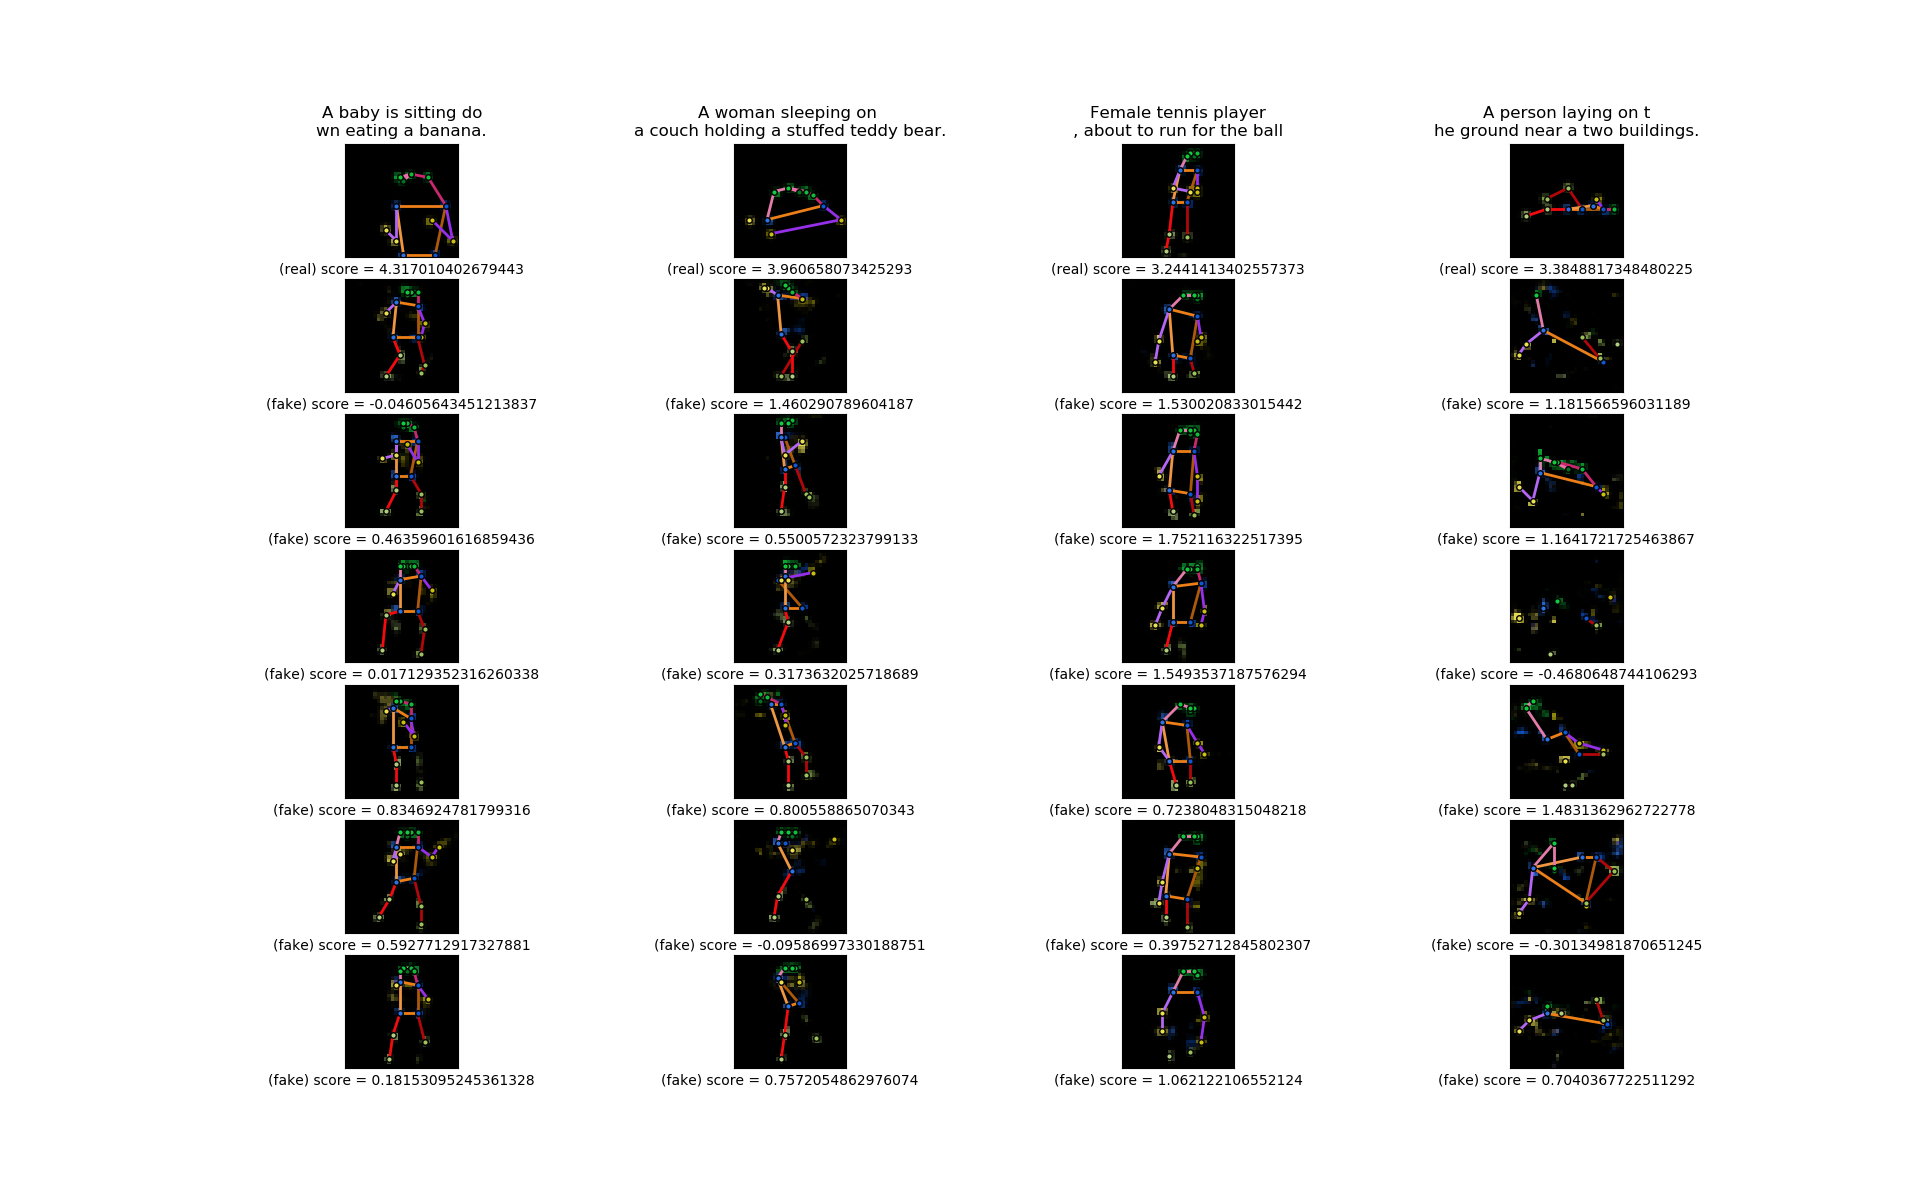 A baby is sitting do
wn eating a banana.
A woman sleeping on
a couch holding a stuffed teddy bear.
Female tennis player
, about to run for the ball
A person laying on t
he ground near a two buildings.
(real) score = 4.317010402679443
(real) score = 3.960658073425293
(real) score = 3.2441413402557373
(real) score = 3.3848817348480225
(fake) score = -0.04605643451213837
(fake) score = 1.460290789604187
(fake) score = 1.530020833015442
(fake) score = 1.181566596031189
(fake) score = 0.46359601616859436
(fake) score = 0.5500572323799133
(fake) score = 1.752116322517395
(fake) score = 1.1641721725463867
(fake) score = 0.017129352316260338
(fake) score = 0.3173632025718689
(fake) score = 1.5493537187576294
(fake) score = -0.4680648744106293
(fake) score = 0.8346924781799316
(fake) score = 0.800558865070343
(fake) score = 0.7238048315048218
(fake) score = 1.4831362962722778
(fake) score = 0.5927712917327881
(fake) score = -0.09586997330188751
(fake) score = 0.39752712845802307
(fake) score = -0.30134981870651245
(fake) score = 0.18153095245361328
(fake) score = 0.7572054862976074
(fake) score = 1.062122106552124
(fake) score = 0.7040367722511292